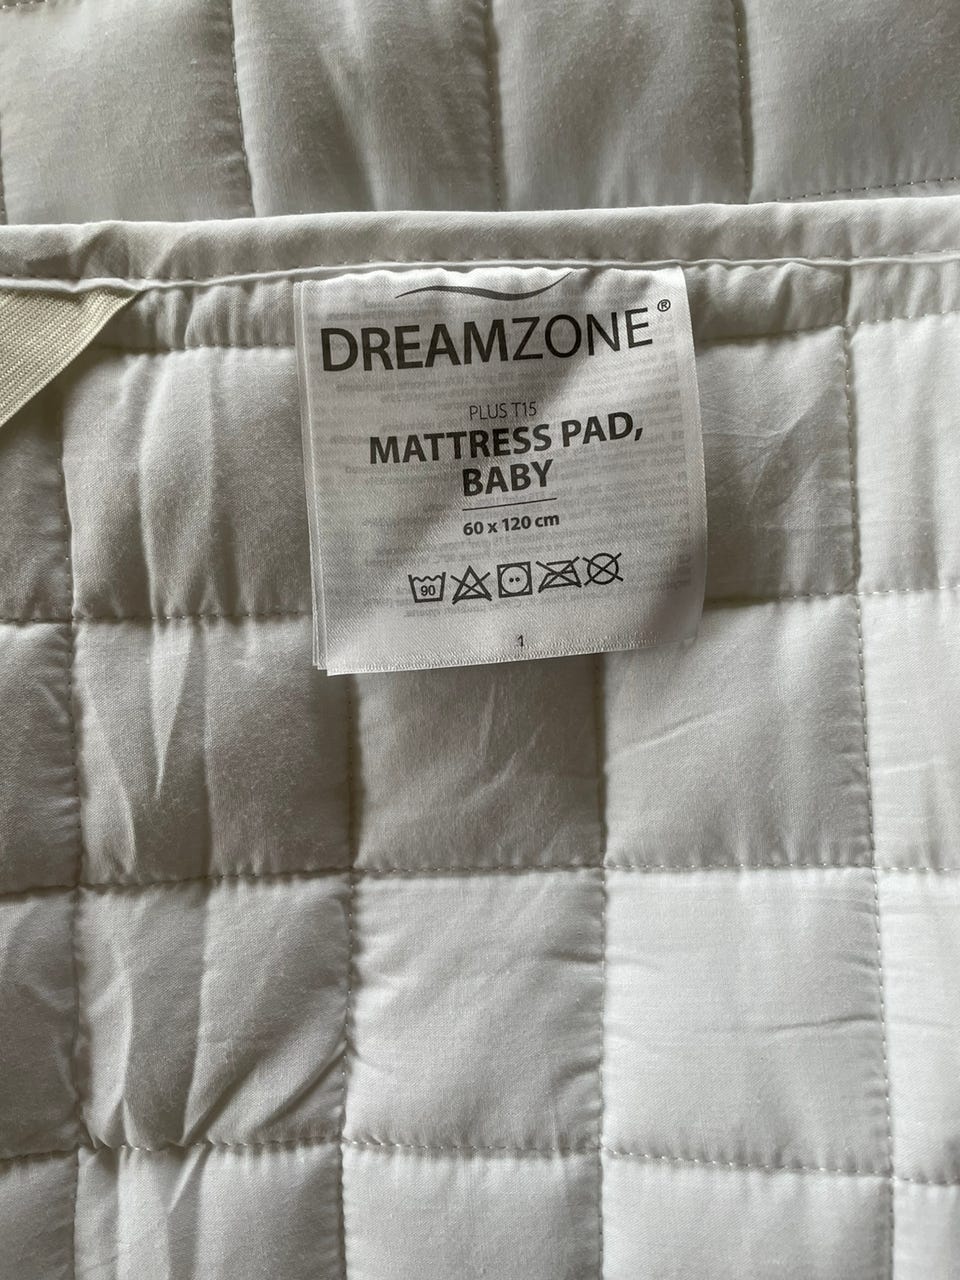 DREAMZONE®
PLUS T15
MATTRESS PAD,
BABY
60 x 120 cm
90
1